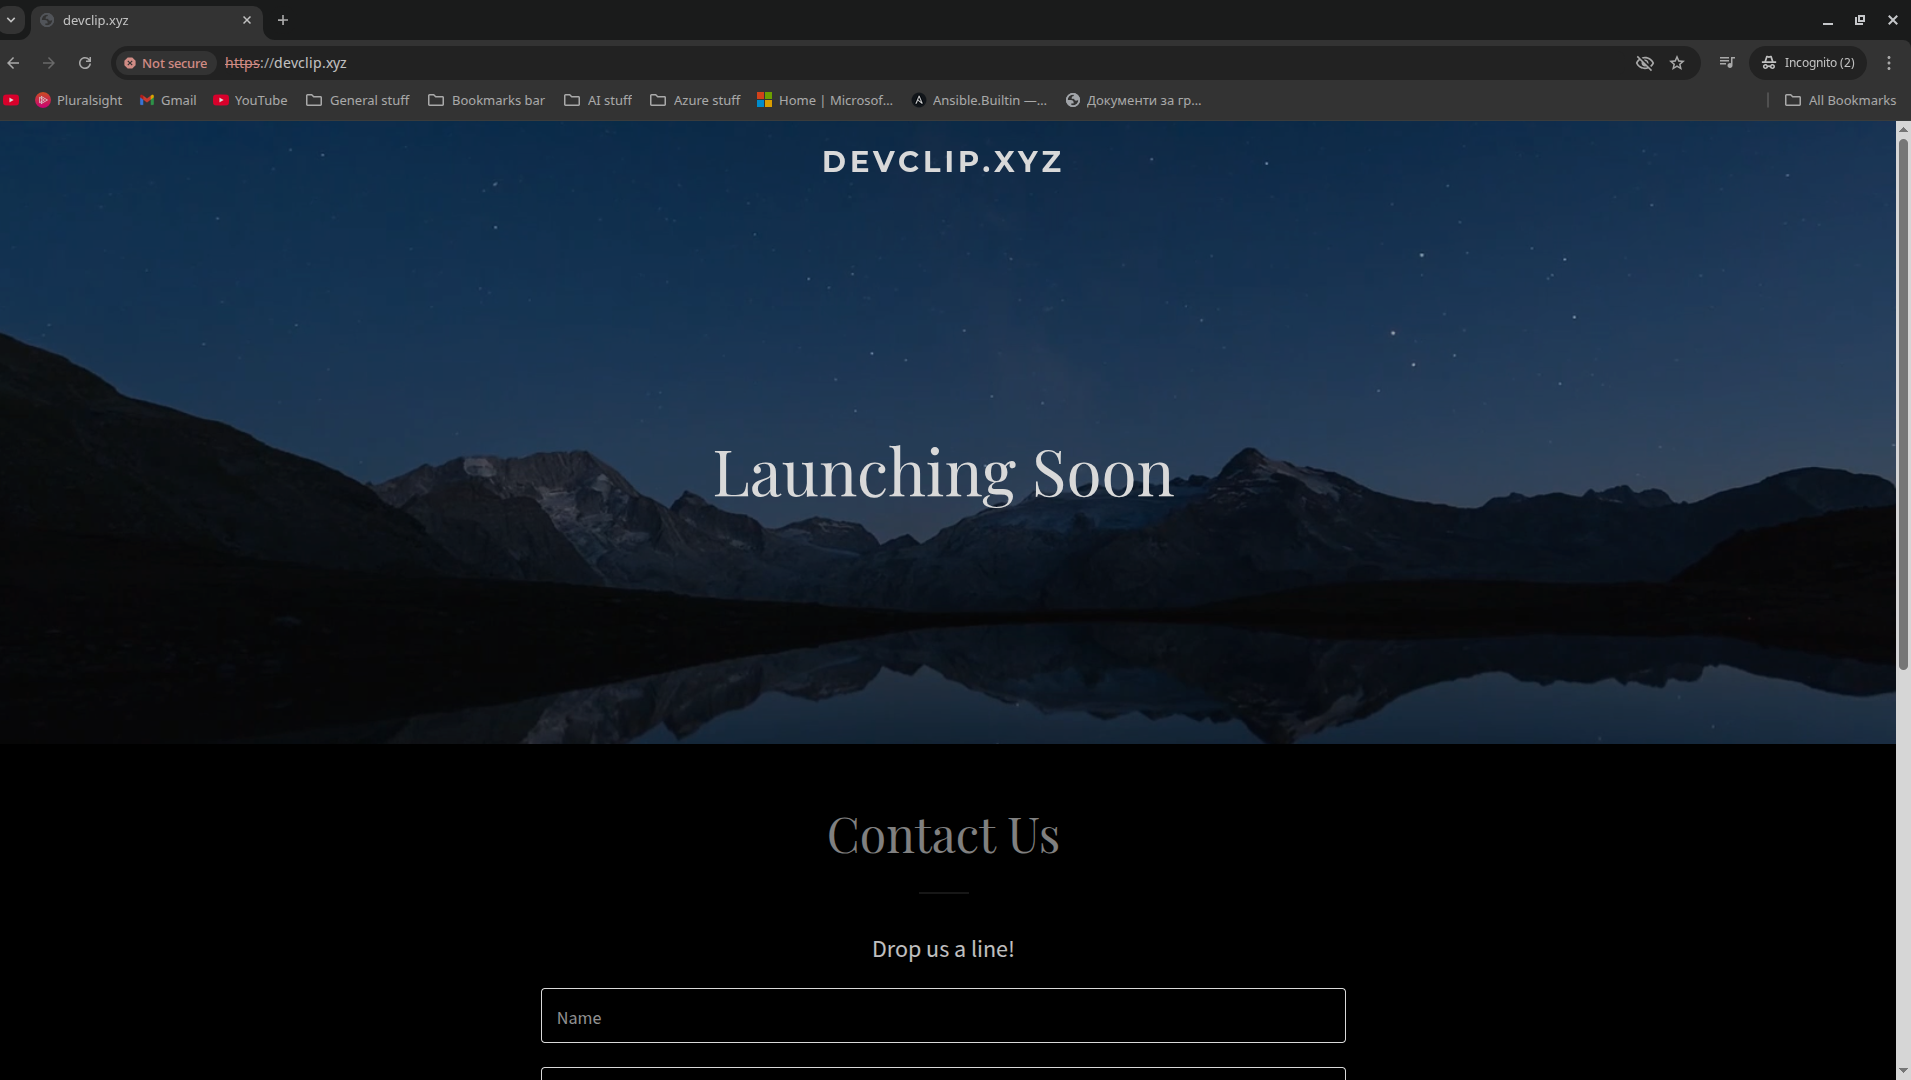 devclip.xyz
Not secure https://devclip.xyz Incognito (2)
Pluralsight Gmail YouTube General stuff Bookmarks bar AI stuff Azure stuff Home | Microsof... Ansible.Builtin —... Документи за гр... All Bookmarks
DEVCLIP.XYZ
Launching Soon
Contact Us
Drop us a line!
Name